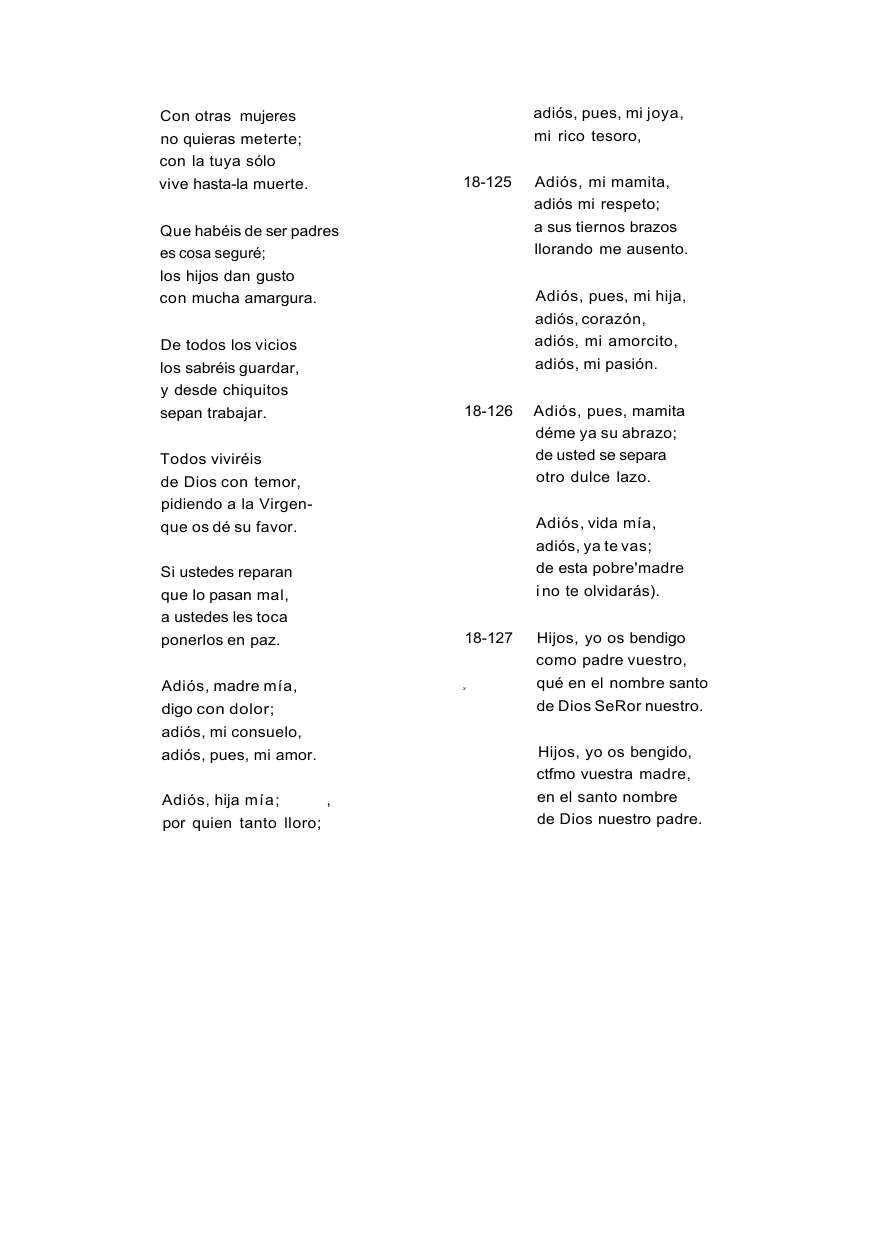 Con otras mujeres
no quieras meterte;
con la tuya sólo
vive hasta-la muerte.

Que habéis de ser padres
es cosa seguré;
los hijos dan gusto
con mucha amargura.

De todos los vicios
los sabréis guardar,
y desde chiquitos
sepan trabajar.

Todos viviréis
de Dios con temor,
pidiendo a la Virgen-
que os dé su favor.

Si ustedes reparan
que lo pasan mal,
a ustedes les toca
ponerlos en paz.

Adiós, madre mía,
digo con dolor;
adiós, mi consuelo,
adiós, pues, mi amor.

Adiós, hija mía; ,
por quien tanto lloro;

adiós, pues, mi joya,
mi rico tesoro,

18-125 Adiós, mi mamita,
adiós mi respeto;
a sus tiernos brazos
llorando me ausento.

Adiós, pues, mi hija,
adiós, corazón,
adiós, mi amorcito,
adiós, mi pasión.

18-126 Adiós, pues, mamita
déme ya su abrazo;
de usted se separa
otro dulce lazo.

Adiós, vida mía,
adiós, ya te vas;
de esta pobre'madre
i no te olvidarás).

18-127 Hijos, yo os bendigo
como padre vuestro,
qué en el nombre santo
de Dios SeRor nuestro.

Hijos, yo os bengido,
ctfmo vuestra madre,
en el santo nombre
de Dios nuestro padre.